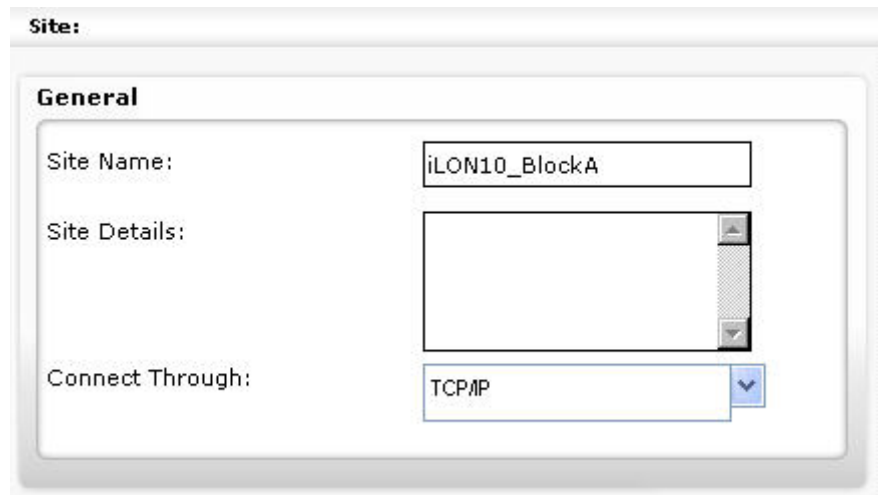 Site:
General
Site Name:
iLON10_BlockA
Site Details:
Connect Through:
TCP/IP